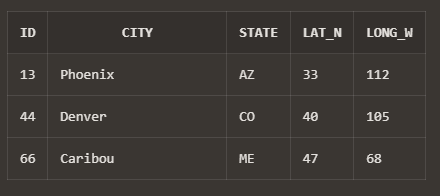 ID CITY STATE LAT_N LONG_W
13 Phoenix AZ 33 112
44 Denver CO 40 105
66 Caribou ME 47 68